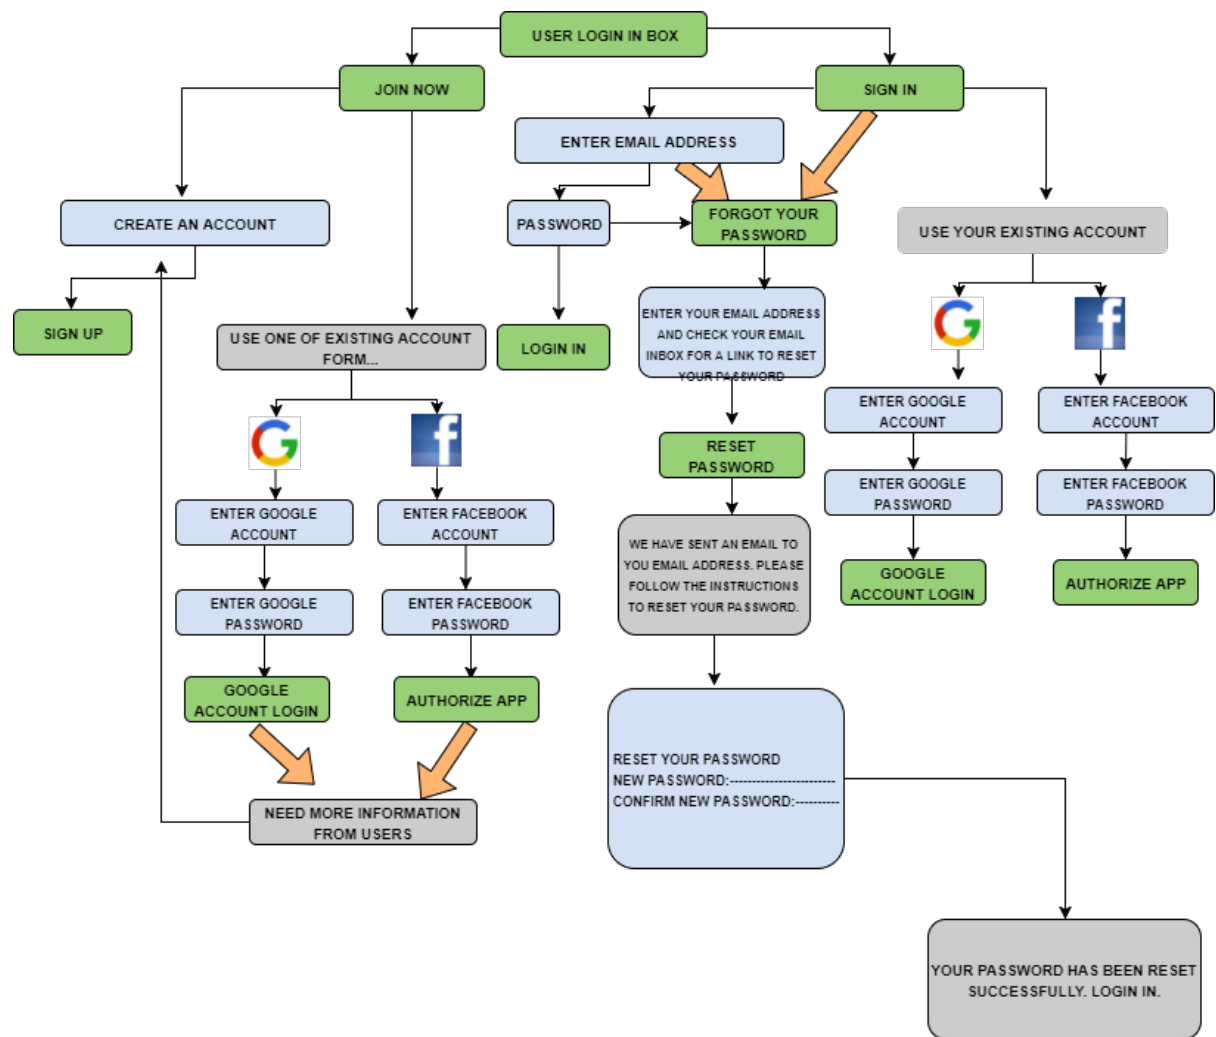 USER LOGIN IN BOX
JOIN NOW
SIGN IN
ENTER EMAIL ADDRESS
CREATE AN ACCOUNT
PASSWORD
FORGOT YOUR
PASSWORD
USE YOUR EXISTING ACCOUNT
SIGN UP
USE ONE OF EXISTING ACCOUNT
FORM...
LOGIN IN
ENTER YOUR EMAIL ADDRESS
AND CHECK YOUR EMAIL
INBOX FOR A LINK TO RESET
YOUR PASSWORD
G
f
ENTER GOOGLE
ACCOUNT
ENTER FACEBOOK
ACCOUNT
G
f
RESET
PASSWORD
ENTER GOOGLE
PASSWORD
ENTER FACEBOOK
PASSWORD
ENTER GOOGLE
ACCOUNT
ENTER FACEBOOK
ACCOUNT
WE HAVE SENT AN EMAIL TO
YOU EMAIL ADDRESS. PLEASE
FOLLOW THE INSTRUCTIONS
TO RESET YOUR PASSWORD.
GOOGLE
ACCOUNT LOGIN
AUTHORIZE APP
ENTER GOOGLE
PASSWORD
ENTER FACEBOOK
PASSWORD
GOOGLE
ACCOUNT LOGIN
AUTHORIZE APP
RESET YOUR PASSWORD
NEW PASSWORD:------------------------
CONFIRM NEW PASSWORD:----------
NEED MORE INFORMATION
FROM USERS
YOUR PASSWORD HAS BEEN RESET
SUCCESSFULLY. LOGIN IN.